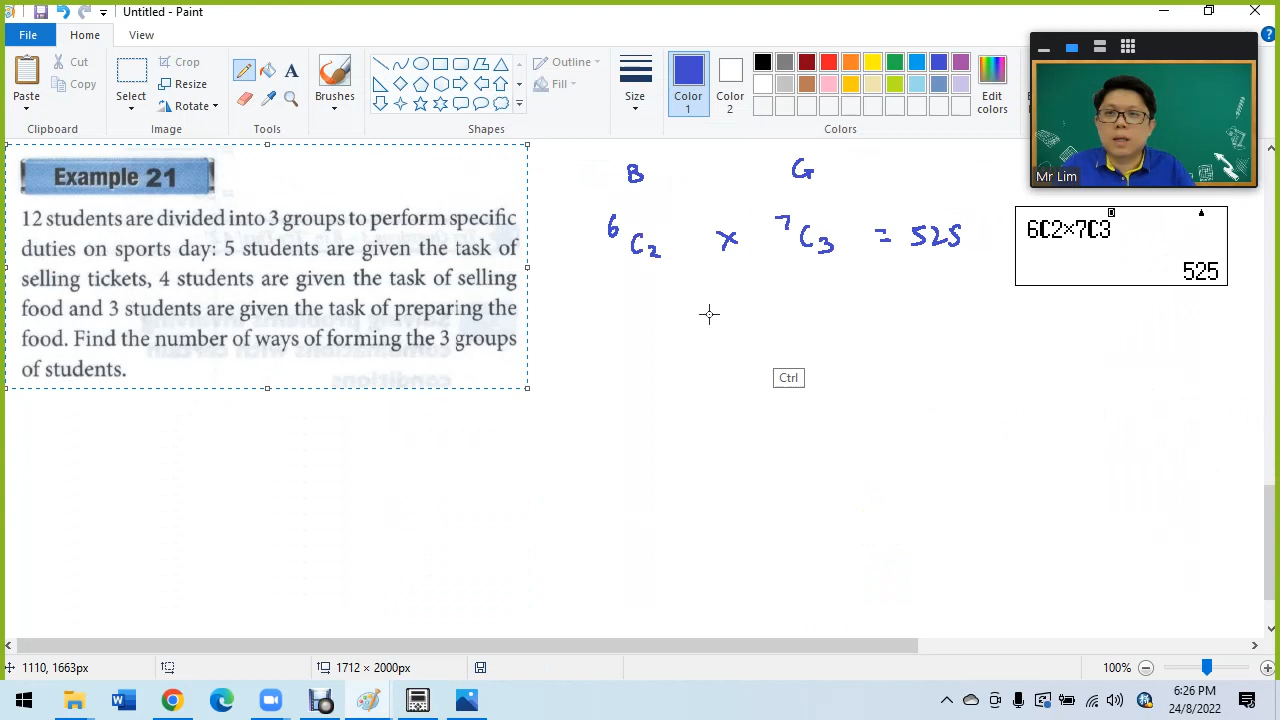 Untitled - Paint
File Home View
Paste
Cut
Copy
Clipboard
Select
Crop
Resize
Rotate
Image
Tools
Brushes
Outline
Fill
Shapes
Size
Color 1
Color 2
Edit colors
Colors
Mr Lim
Example 21
12 students are divided into 3 groups to perform specific
duties on sports day: 5 students are given the task of
selling tickets, 4 students are given the task of selling
food and 3 students are given the task of preparing the
food. Find the number of ways of forming the 3 groups
of students.
B G
⁶C₂ × ⁷C₃ = 525
6C2×7C3
525
Ctrl
1110, 1663px
1712 × 2000px
100%
6:26 PM
24/8/2022